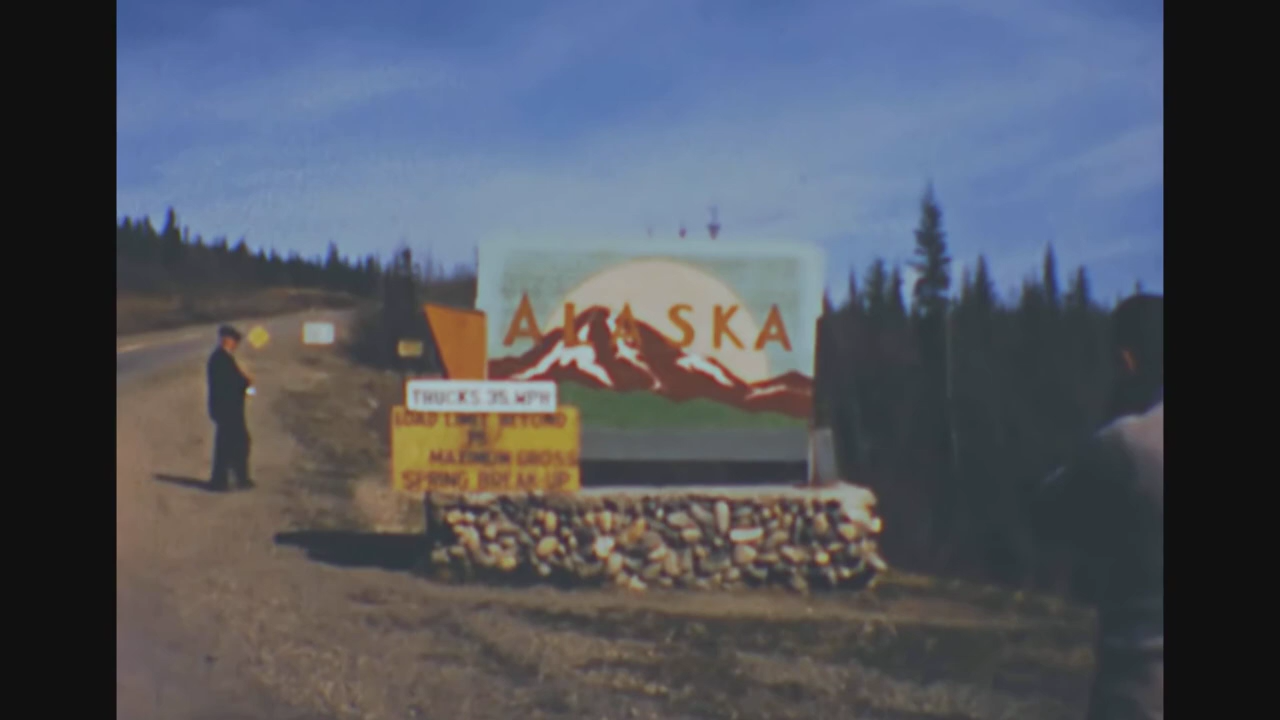 ALASKA
TRUCKS 35 MPH
LOAD LIMIT BEYOND
MAXIMUM GROSS
SPRING BREAK-UP